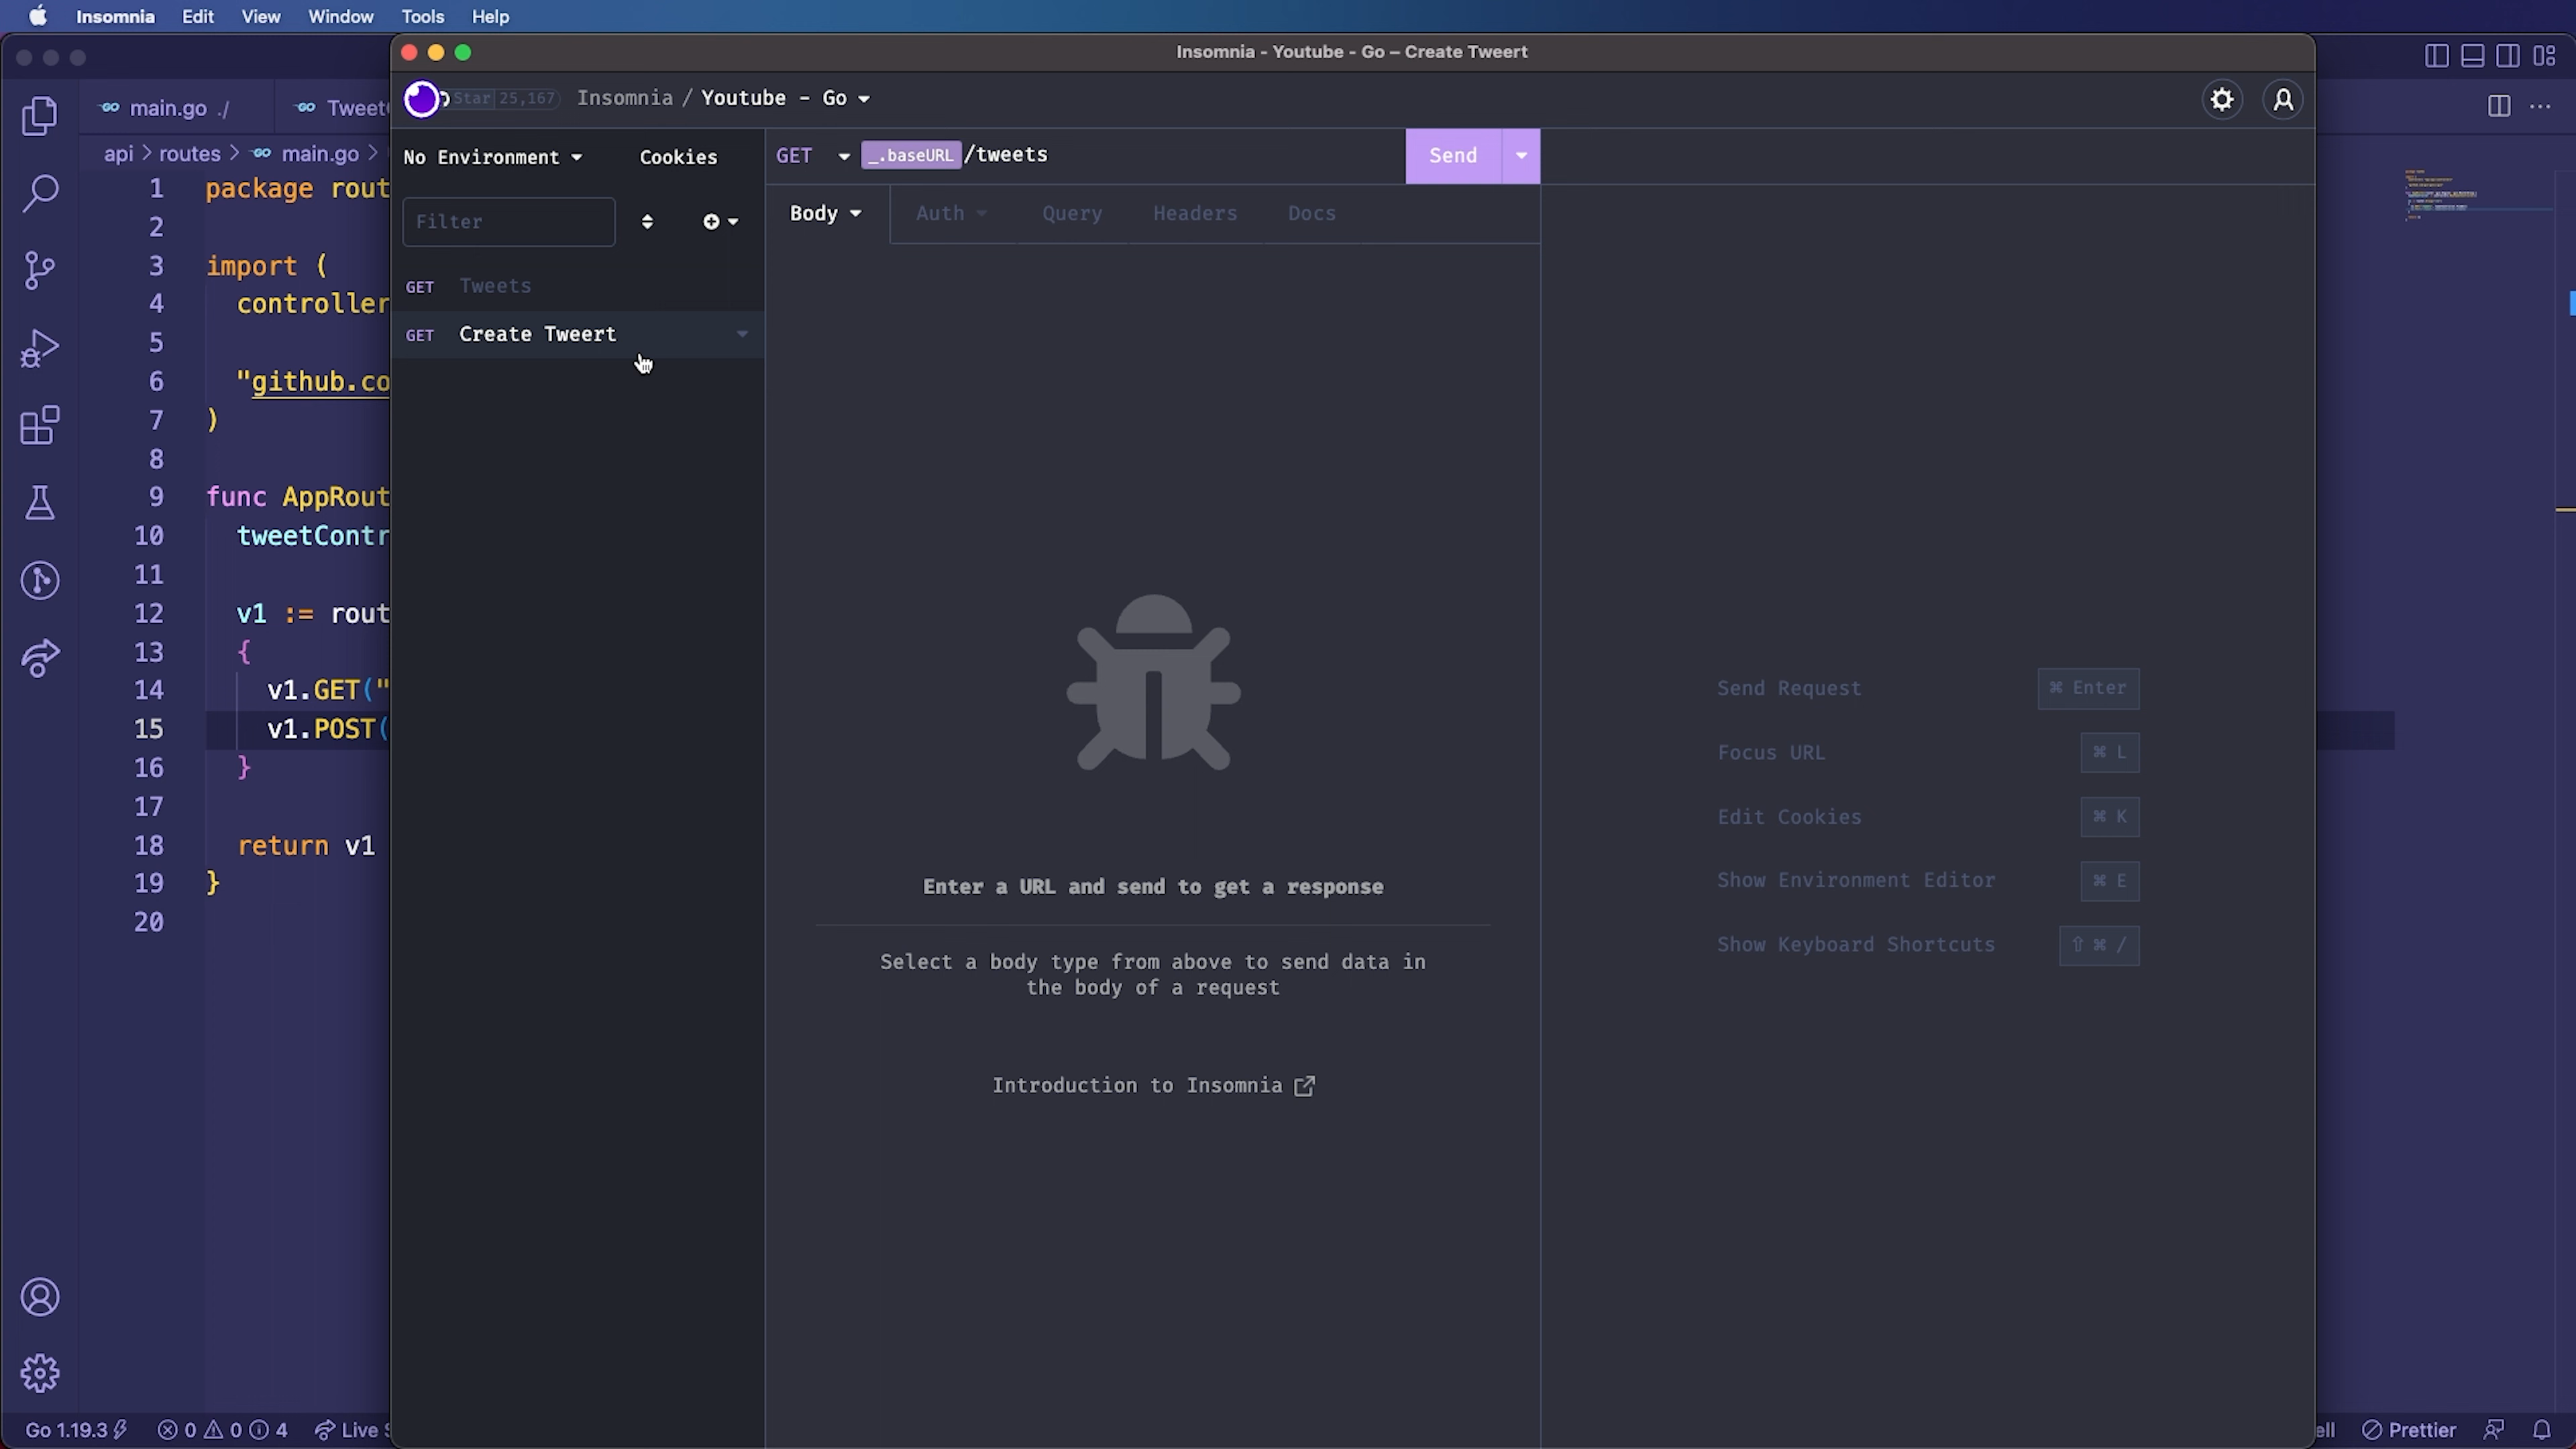 Insomnia Edit View Window Tools Help
Insomnia - Youtube - Go – Create Tweert
main.go ./
Tweet
Star 25,167
Insomnia / Youtube - Go
api > routes > main.go >
No Environment
Cookies
GET _.baseURL /tweets
Send
Filter
Body Auth Query Headers Docs
GET Tweets
GET Create Tweert
1 package rout
2
3 import (
4 controller
5
6 "github.co
7 )
8
9 func AppRout
10 tweetContr
11
12 v1 := rout
13 {
14 v1.GET("
15 v1.POST(
16 }
17
18 return v1
19 }
20
Enter a URL and send to get a response
Select a body type from above to send data in
the body of a request
Introduction to Insomnia
Send Request ⌘ Enter
Focus URL ⌘ L
Edit Cookies ⌘ K
Show Environment Editor ⌘ E
Show Keyboard Shortcuts ⇧ ⌘ /
Go 1.19.3 0 0 4 Live S
ell Prettier